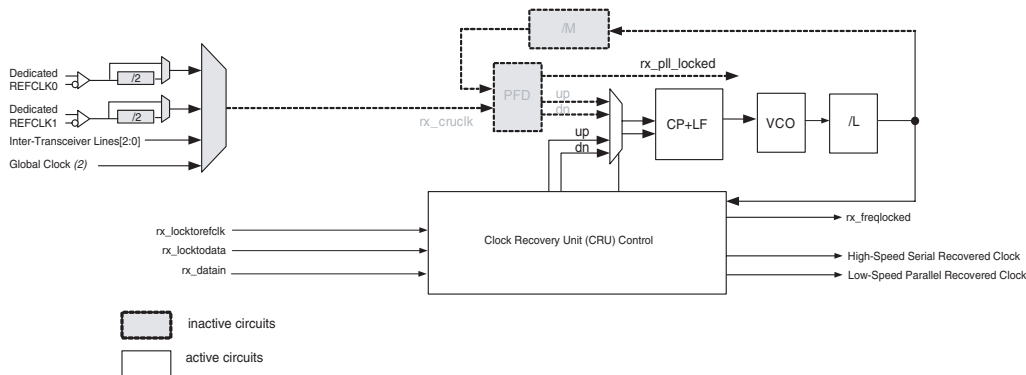 /M
rx_pll_locked
Dedicated
REFCLK0
/2
PFD
up
dn
Dedicated
REFCLK1
/2
rx_cruclk
CP+LF
VCO
/L
up
dn
Inter-Transceiver Lines[2:0]
Global Clock (2)
rx_locktorefclk
rx_locktodata
rx_datain
Clock Recovery Unit (CRU) Control
rx_freqlocked
High-Speed Serial Recovered Clock
Low-Speed Parallel Recovered Clock
inactive circuits
active circuits